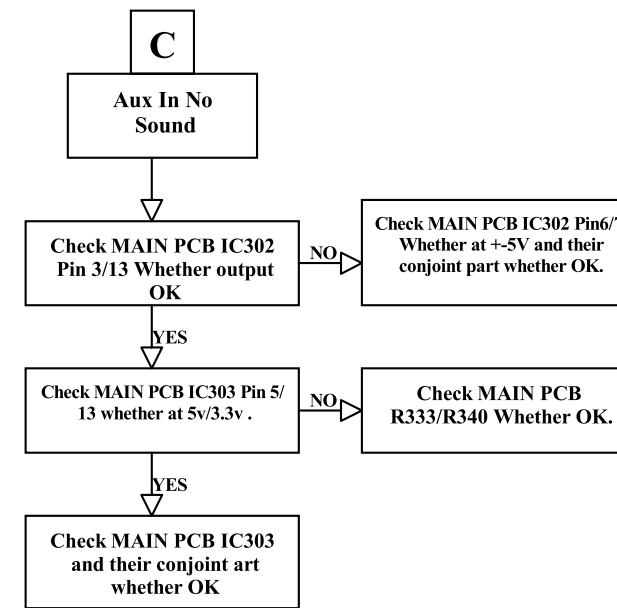 C
Aux In No
Sound
Check MAIN PCB IC302
Pin 3/13 Whether output
OK
NO
Check MAIN PCB IC302 Pin6/
Whether at +-5V and their
conjoint part whether OK.
YES
Check MAIN PCB IC303 Pin 5/
13 whether at 5v/3.3v .
NO
Check MAIN PCB
R333/R340 Whether OK.
YES
Check MAIN PCB IC303
and their conjoint art
whether OK